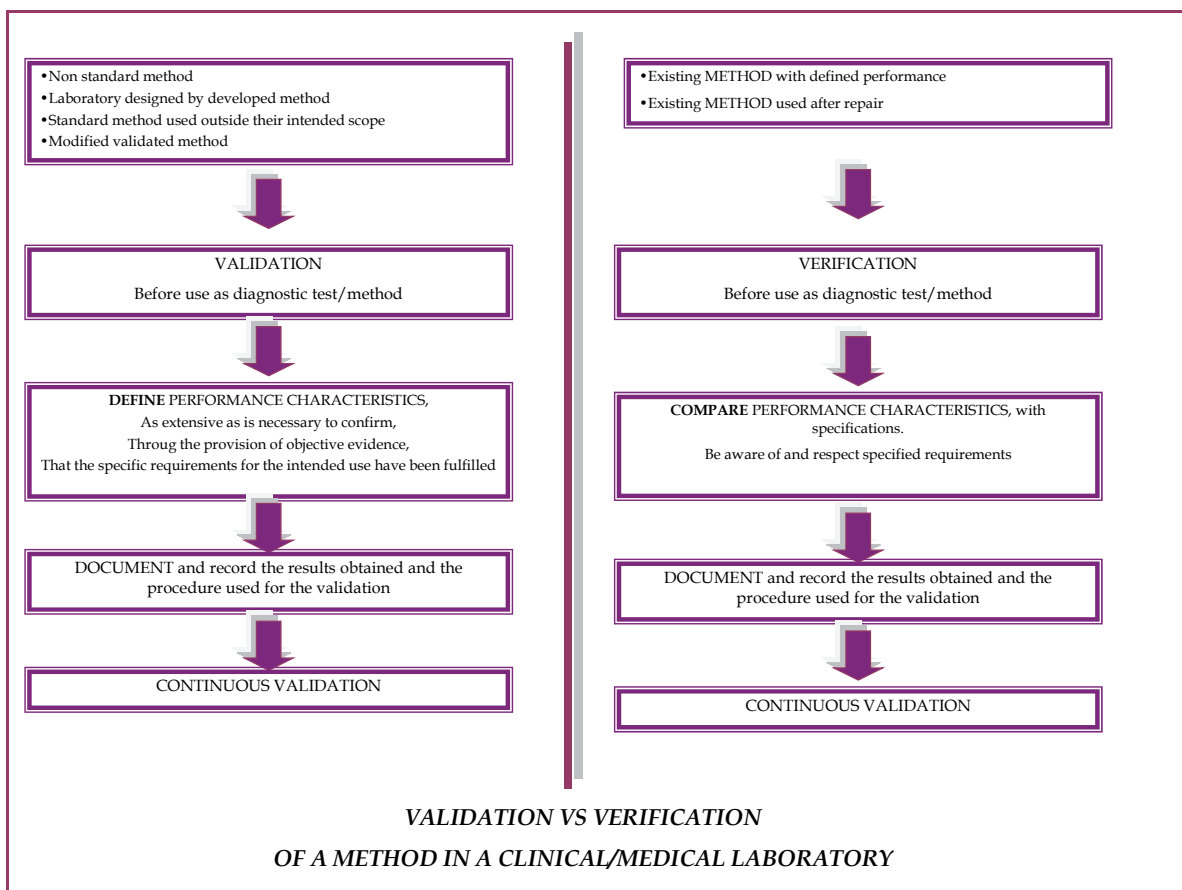 •Non standard method
•Laboratory designed by developed method
•Standard method used outside their intended scope
•Modified validated method
VALIDATION
Before use as diagnostic test/method
DEFINE PERFORMANCE CHARACTERISTICS,
As extensive as is necessary to confirm,
Throug the provision of objective evidence,
That the specific requirements for the intended use have been fulfilled
DOCUMENT and record the results obtained and the
procedure used for the validation
CONTINUOUS VALIDATION
•Existing METHOD with defined performance
•Existing METHOD used after repair
VERIFICATION
Before use as diagnostic test/method
COMPARE PERFORMANCE CHARACTERISTICS, with
specifications.
Be aware of and respect specified requirements
DOCUMENT and record the results obtained and the
procedure used for the validation
CONTINUOUS VALIDATION
VALIDATION VS VERIFICATION
OF A METHOD IN A CLINICAL/MEDICAL LABORATORY